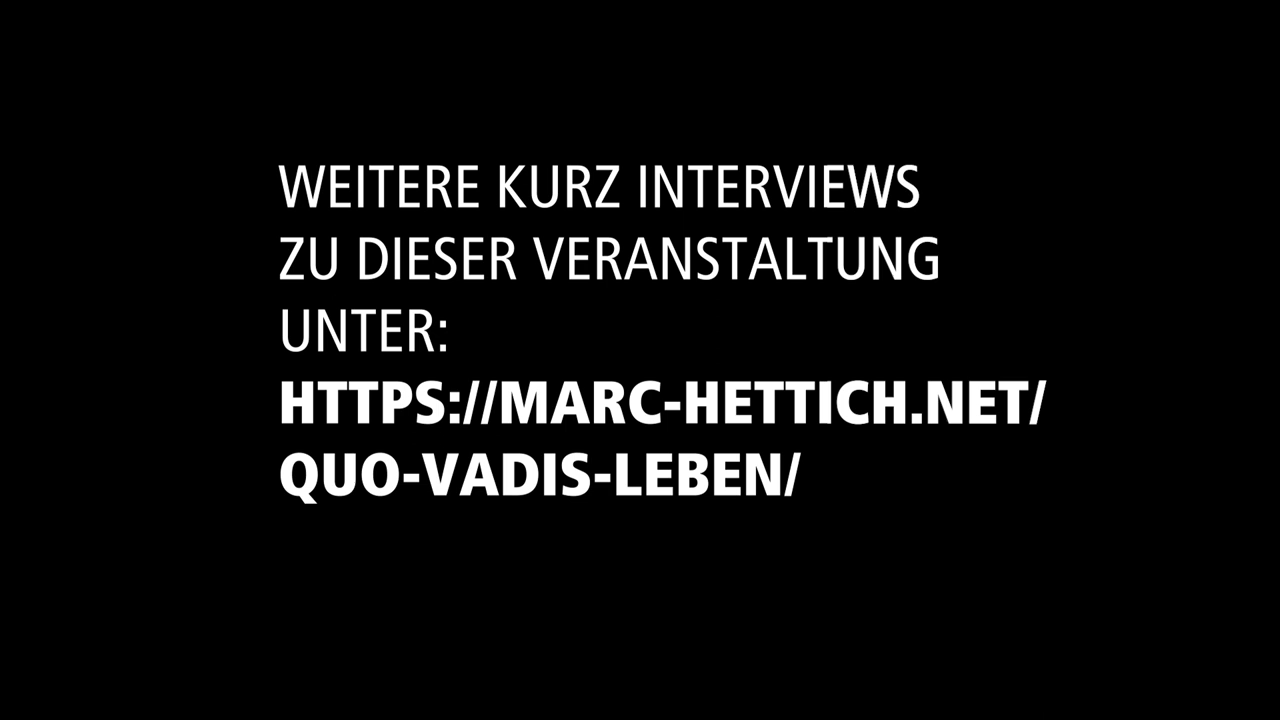 WEITERE KURZ INTERVIEWS
ZU DIESER VERANSTALTUNG
UNTER:
HTTPS://MARC-HETTICH.NET/
QUO-VADIS-LEBEN/